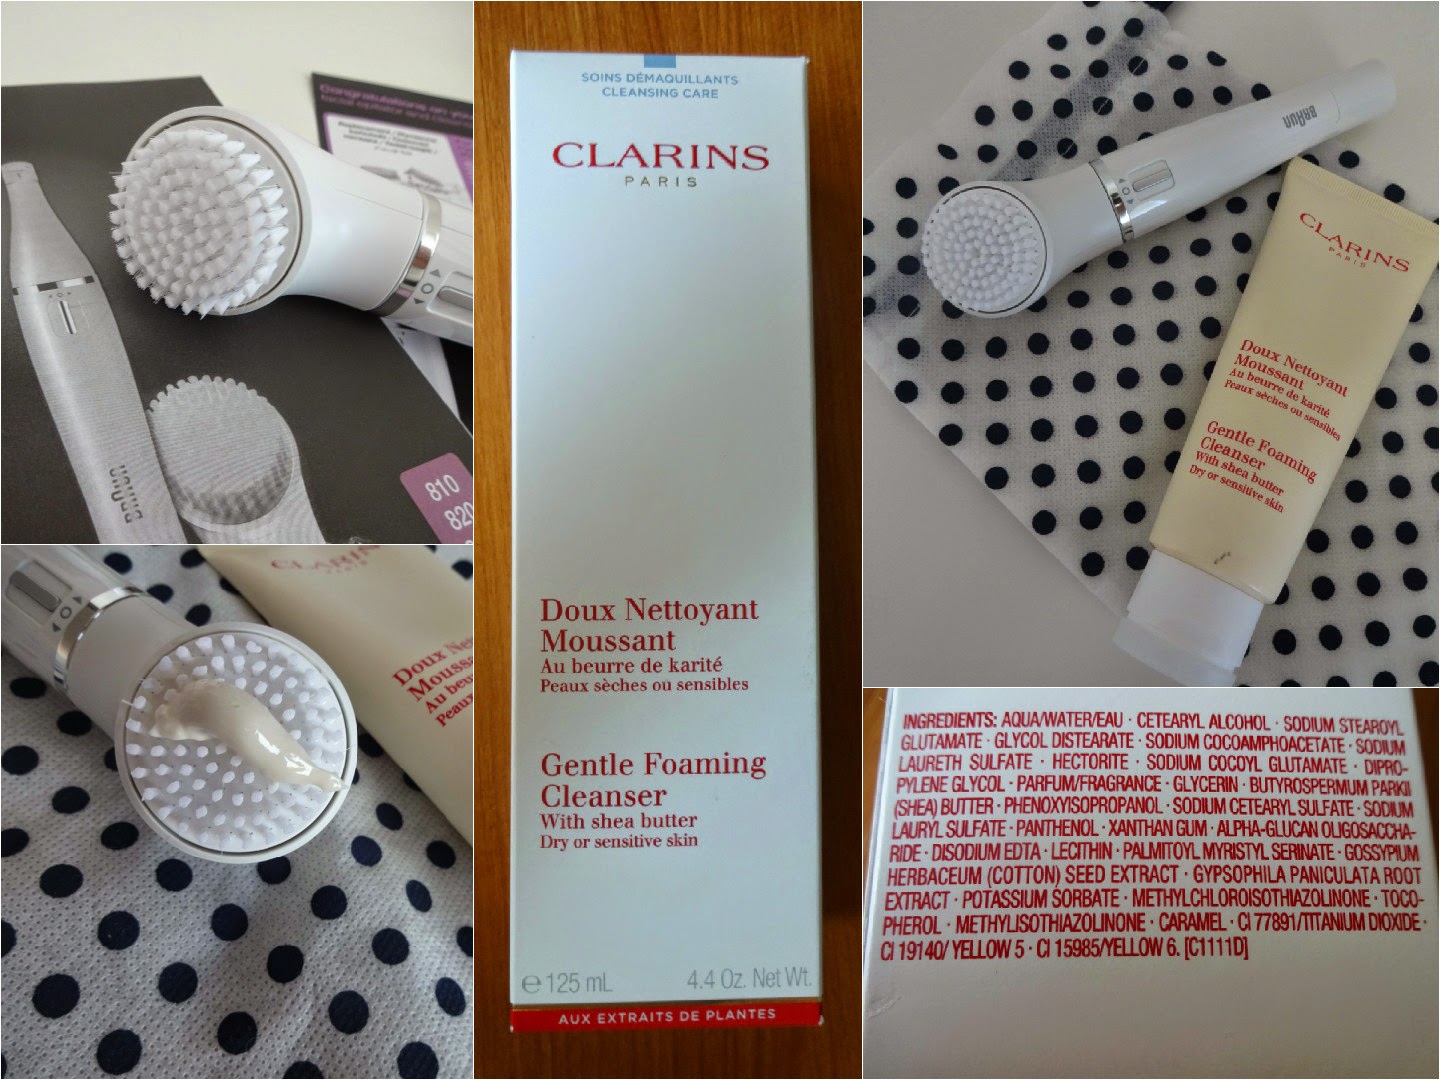 Congratulations on you
BRAUN
810
820
SOINS DÉMAQUILLANTS
CLEANSING CARE
CLARINS
PARIS
Doux Nettoyant
Moussant
Au beurre de karité
Peaux sèches ou sensibles
Gentle Foaming
Cleanser
With shea butter
Dry or sensitive skin
e 125 mL
4.4 Oz. Net Wt.
AUX EXTRAITS DE PLANTES
BRAUN
CLARINS
PARIS
Doux Nettoyant
Moussant
Au beurre de karité
Peaux sèches ou sensibles
Gentle Foaming
Cleanser
With shea butter
Dry or sensitive skin
CLARINS
PARIS
Doux Net
Moussa
Au beu
Peaux
INGREDIENTS: AQUA/WATER/EAU · CETEARYL ALCOHOL · SODIUM STEAROYL
GLUTAMATE · GLYCOL DISTEARATE · SODIUM COCOAMPHOACETATE · SODIUM
LAURETH SULFATE · HECTORITE · SODIUM COCOYL GLUTAMATE · DIPRO-
PYLENE GLYCOL · PARFUM/FRAGRANCE · GLYCERIN · BUTYROSPERMUM PARKII
(SHEA) BUTTER · PHENOXYISOPROPANOL · SODIUM CETEARYL SULFATE · SODIUM
LAURYL SULFATE · PANTHENOL · XANTHAN GUM · ALPHA-GLUCAN OLIGOSACCHA-
RIDE · DISODIUM EDTA · LECITHIN · PALMITOYL MYRISTYL SERINATE · GOSSYPIUM
HERBACEUM (COTTON) SEED EXTRACT · GYPSOPHILA PANICULATA ROOT
EXTRACT · POTASSIUM SORBATE · METHYLCHLOROISOTHIAZOLINONE · TOCO-
PHEROL · METHYLISOTHIAZOLINONE · CARAMEL · CI 77891/TITANIUM DIOXIDE ·
CI 19140/ YELLOW 5 · CI 15985/YELLOW 6. [C1111D]